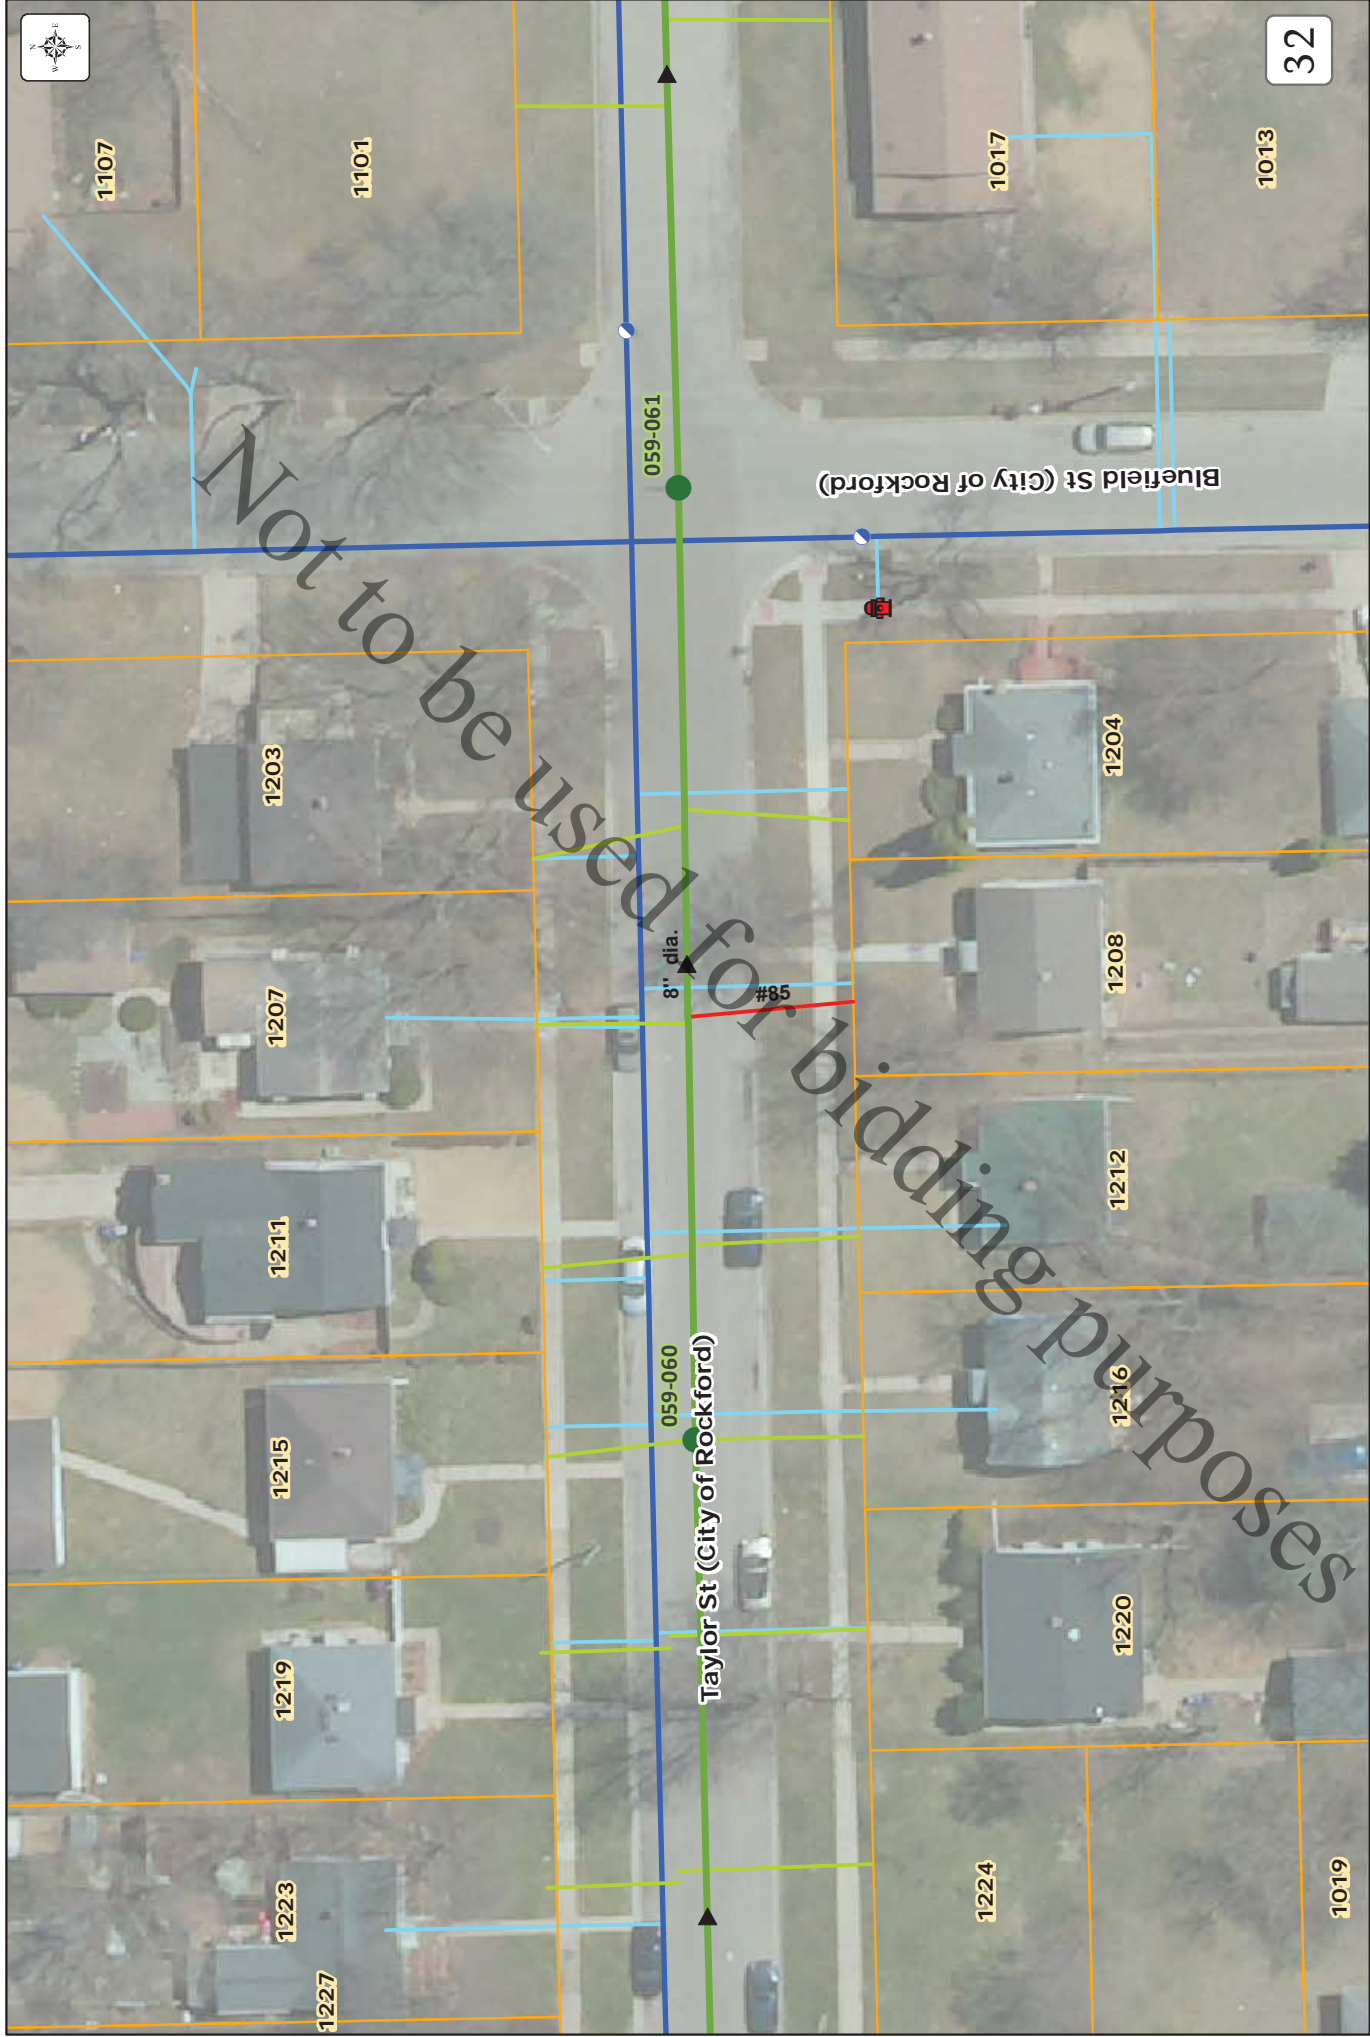 N
E
S
W
32
1107
1101
1017
1013
059-061
Bluefield St (City of Rockford)
1203
1204
1207
8'' dia.
#85
1208
1211
1212
1215
059-060
Taylor St (City of Rockford)
1216
1219
1220
1223
1227
1224
1019
Not to be used for bidding purposes